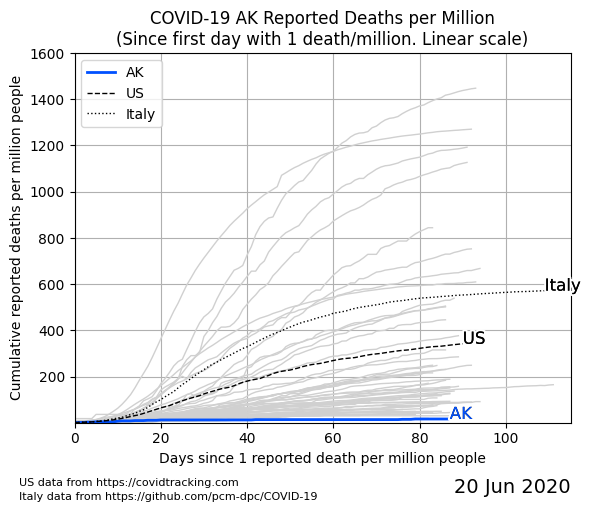 COVID-19 AK Reported Deaths per Million
(Since first day with 1 death/million. Linear scale)
1600
1400
1200
1000
800
600
400
200
Cumulative reported deaths per million people
AK
US
Italy
Italy
US
AK
0 20 40 60 80 100
Days since 1 reported death per million people
US data from https://covidtracking.com
Italy data from https://github.com/pcm-dpc/COVID-19
20 Jun 2020